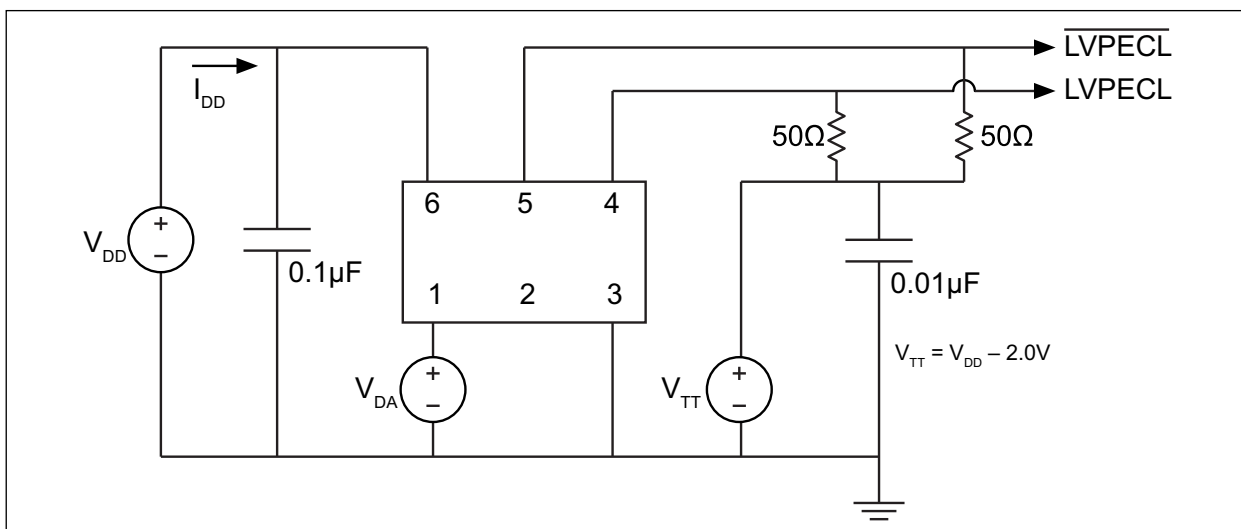 LVPECL
I_DD
LVPECL
50Ω
50Ω
6 5 4
V_DD
0.1µF
1 2 3
0.01µF
V_TT = V_DD – 2.0V
V_DA
V_TT